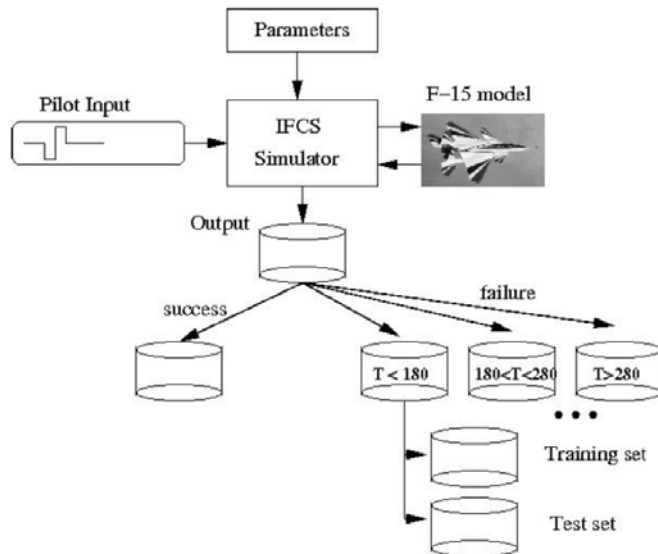 Parameters
Pilot Input
IFCS
Simulator
F-15 model
Output
success
failure
T < 180
180<T<280
T>280
Training set
Test set